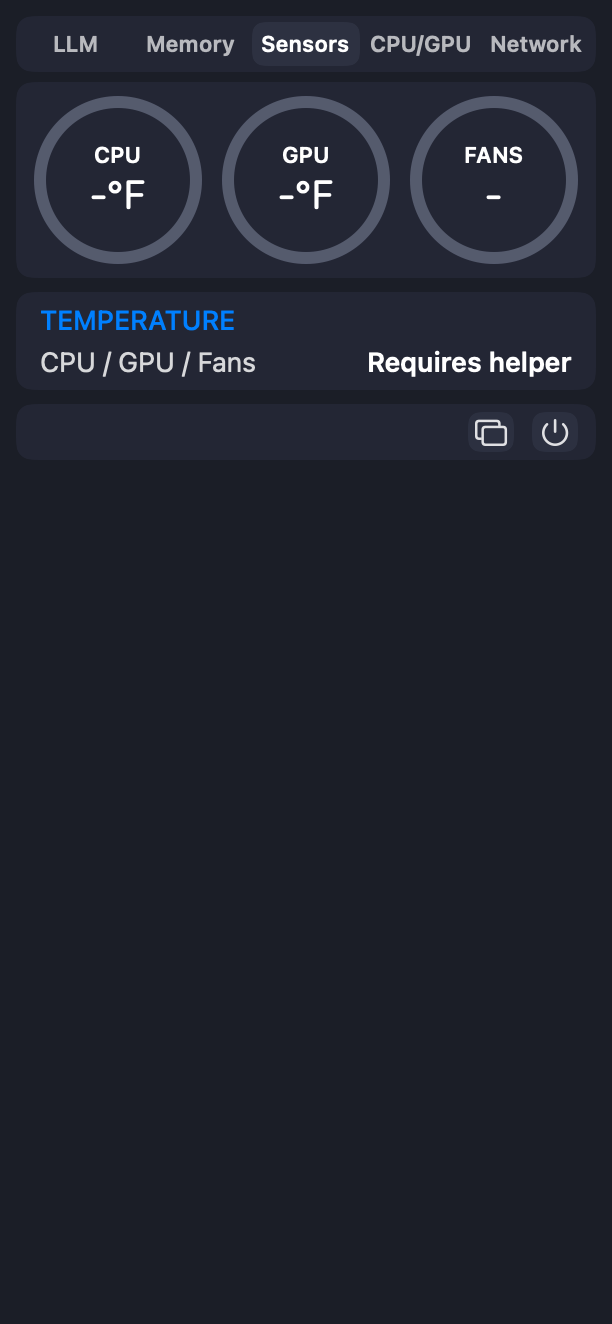 LLM Memory Sensors CPU/GPU Network
CPU GPU FANS
-°F -°F -
TEMPERATURE
CPU / GPU / Fans Requires helper